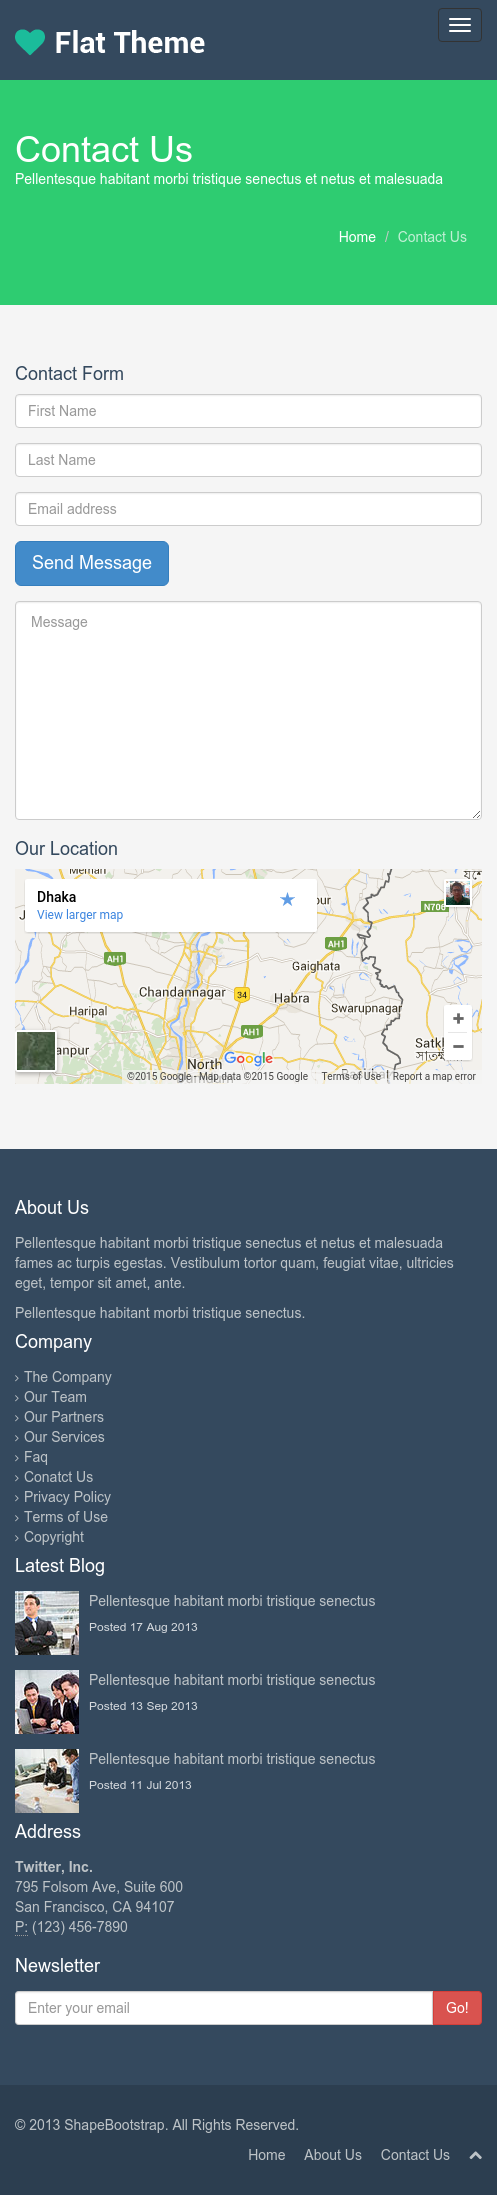 Flat Theme
Contact Us
Pellentesque habitant morbi tristique senectus et netus et malesuada
Home / Contact Us
Contact Form
First Name
Last Name
Email address
Send Message
Message
Our Location
Dhaka
View larger map
N706
AH1
AH1
Gaighata
Chandannagar
34
Habra
Swarupnagar
Haripal
AH1
North
Google
©2015 Google - Map data ©2015 Google Terms of Use Report a map error
About Us
Pellentesque habitant morbi tristique senectus et netus et malesuada
fames ac turpis egestas. Vestibulum tortor quam, feugiat vitae, ultricies
eget, tempor sit amet, ante.
Pellentesque habitant morbi tristique senectus.
Company
› The Company
› Our Team
› Our Partners
› Our Services
› Faq
› Conatct Us
› Privacy Policy
› Terms of Use
› Copyright
Latest Blog
Pellentesque habitant morbi tristique senectus
Posted 17 Aug 2013
Pellentesque habitant morbi tristique senectus
Posted 13 Sep 2013
Pellentesque habitant morbi tristique senectus
Posted 11 Jul 2013
Address
Twitter, Inc.
795 Folsom Ave, Suite 600
San Francisco, CA 94107
P: (123) 456-7890
Newsletter
Enter your email
Go!
© 2013 ShapeBootstrap. All Rights Reserved.
Home About Us Contact Us